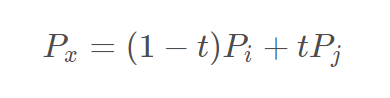 $P_x = (1 - t)P_i + tP_j$